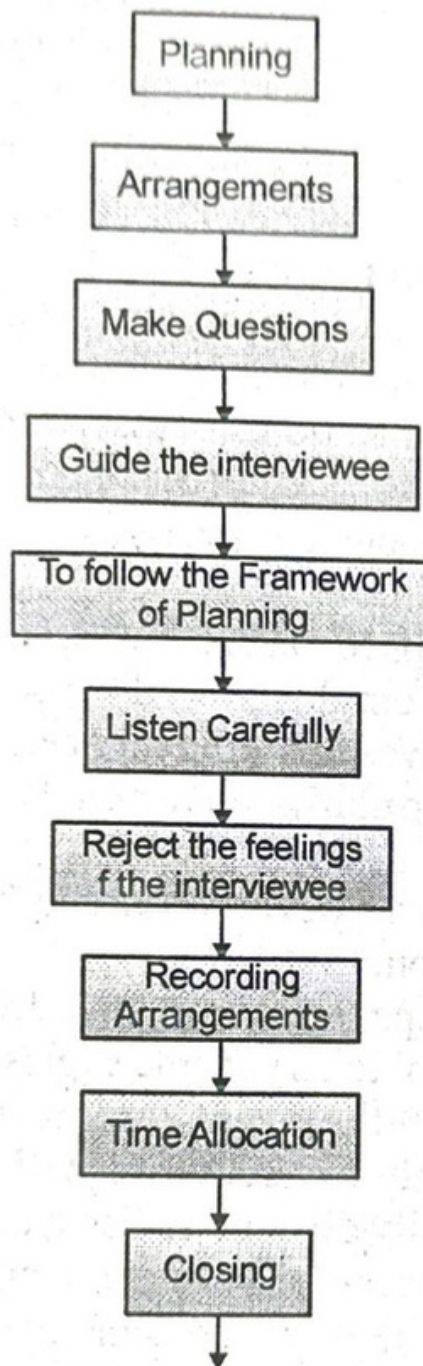 Planning
Arrangements
Make Questions
Guide the interviewee
To follow the Framework
of Planning
Listen Carefully
Reject the feelings
f the interviewee
Recording
Arrangements
Time Allocation
Closing